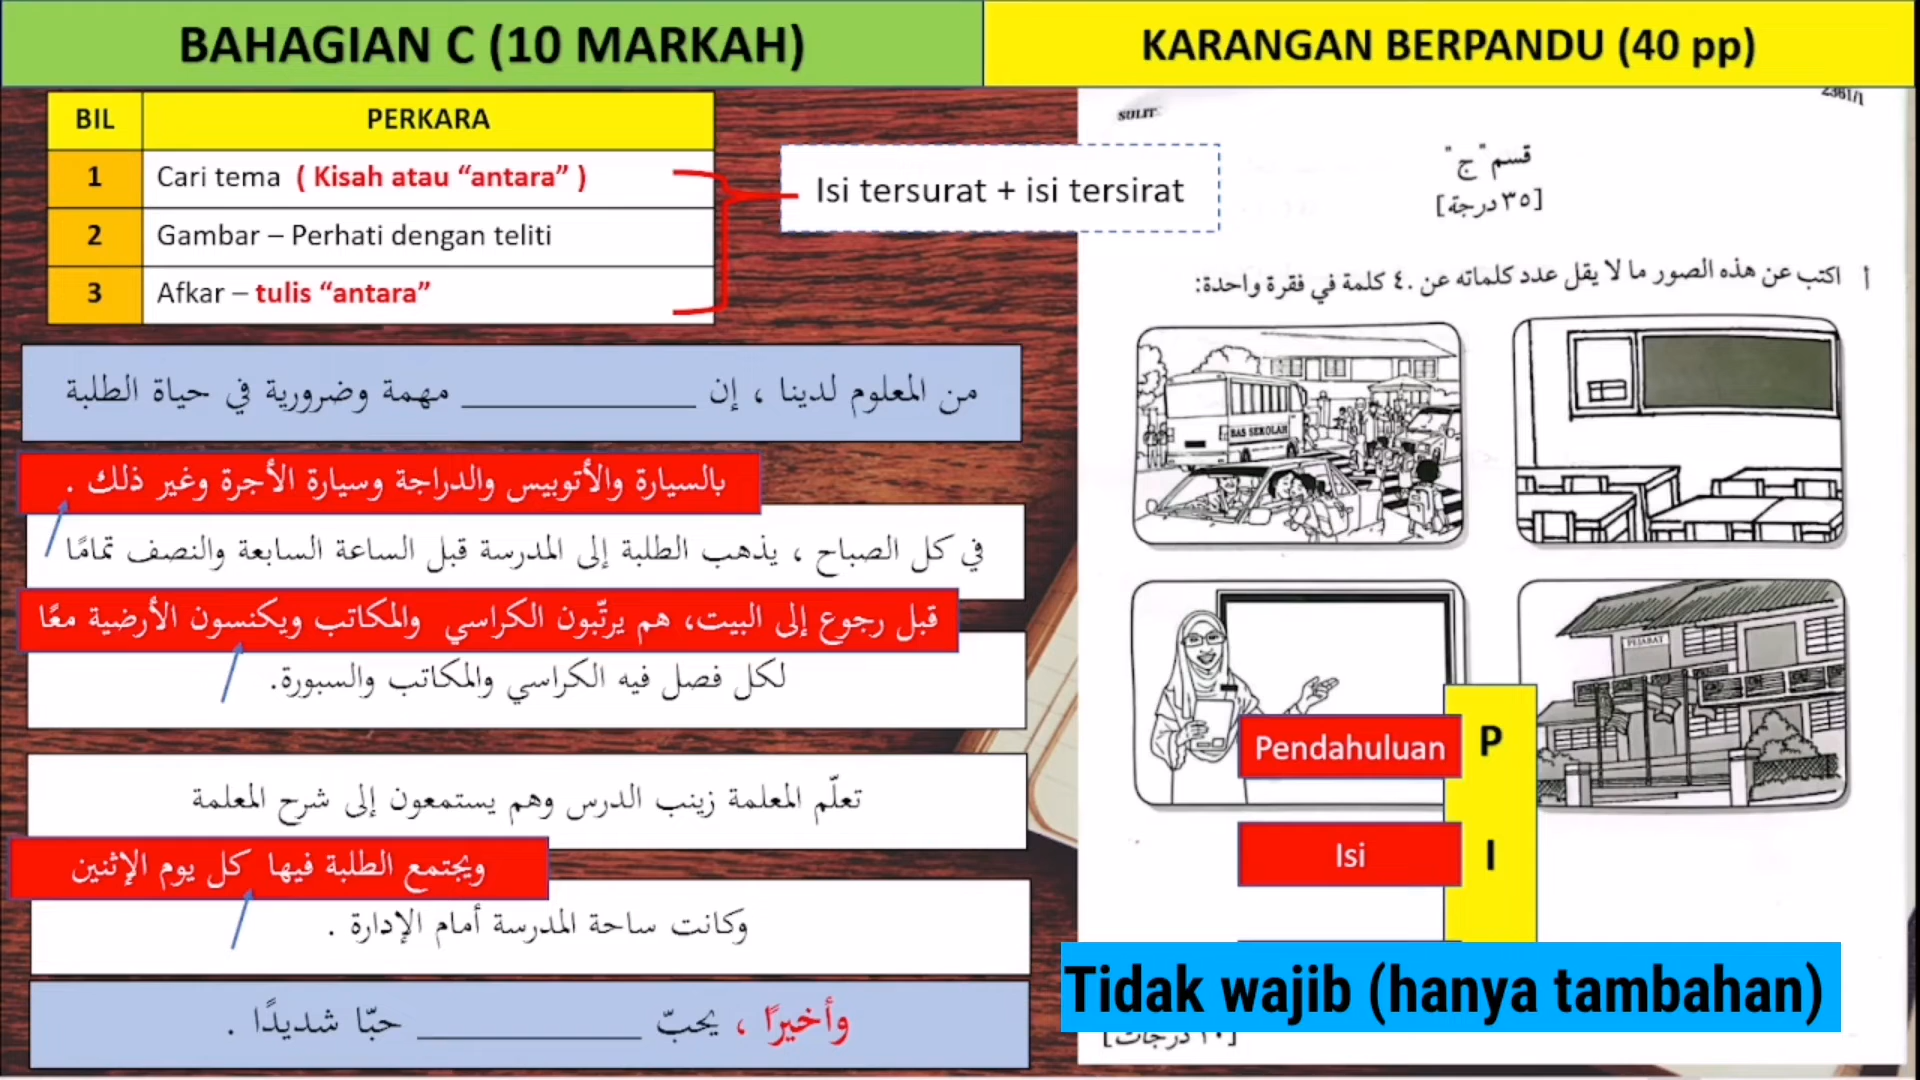 BAHAGIAN C (10 MARKAH)
KARANGAN BERPANDU (40 pp)
BIL PERKARA
1 Cari tema ( Kisah atau “antara” )
2 Gambar – Perhati dengan teliti
3 Afkar – tulis “antara”
Isi tersurat + isi tersirat
من المعلوم لدينا ، إن ____________ مهمة وضرورية في حياة الطلبة
بالسيارة والأتوبيس والدراجة وسيارة الأجرة وغير ذلك .
في كل الصباح ، يذهب الطلبة إلى المدرسة قبل الساعة السابعة والنصف تمامًا
قبل رجوع إلى البيت، هم يرتّبون الكراسي والمكاتب ويكنسون الأرضية معًا
لكل فصل فيه الكراسي والمكاتب والسبورة.
تعلّم المعلمة زينب الدرس وهم يستمعون إلى شرح المعلمة
ويجتمع الطلبة فيها كل يوم الإثنين
وكانت ساحة المدرسة أمام الإدارة .
وأخيرًا ، يحبّ ____________ حبّا شديدًا .
SULIT
2361/1
قسم "ج"
[٣٥ درجة]
أ اكتب عن هذه الصور ما لا يقل عدد كلماته عن ٤٠ كلمة في فقرة واحدة:
BAS SEKOLAH
PEJABAT
Pendahuluan P
Isi I
Tidak wajib (hanya tambahan)
[١٠ درجات]